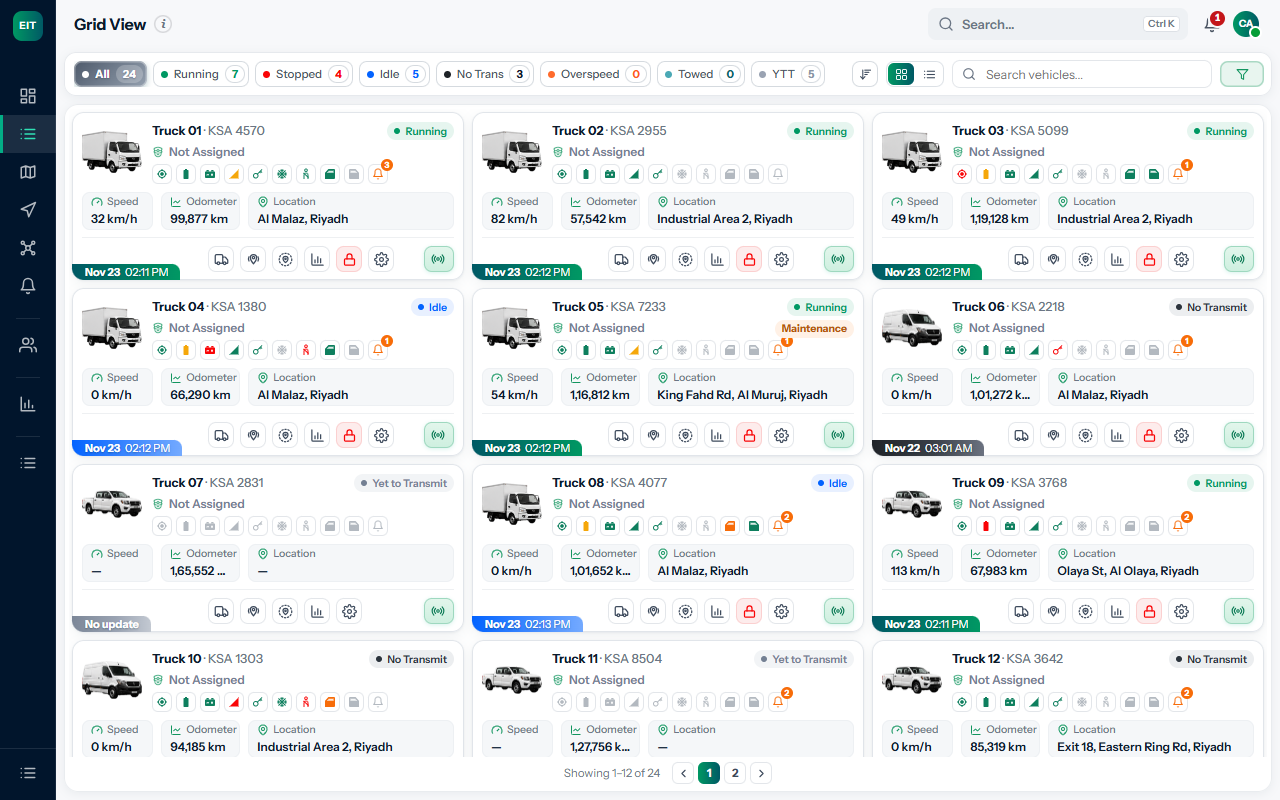 EIT
Grid View
Search...
Ctrl K
1
CA
All 24
Running 7
Stopped 4
Idle 5
No Trans 3
Overspeed 0
Towed 0
YTT 5
Search vehicles...
Truck 01 · KSA 4570
Running
Not Assigned
3
Speed
32 km/h
Odometer
99,877 km
Location
Al Malaz, Riyadh
Nov 23 02:11 PM
Truck 02 · KSA 2955
Running
Not Assigned
Speed
82 km/h
Odometer
57,542 km
Location
Industrial Area 2, Riyadh
Nov 23 02:12 PM
Truck 03 · KSA 5099
Running
Not Assigned
1
Speed
49 km/h
Odometer
1,19,128 km
Location
Industrial Area 2, Riyadh
Nov 23 02:12 PM
Truck 04 · KSA 1380
Idle
Not Assigned
1
Speed
0 km/h
Odometer
66,290 km
Location
Al Malaz, Riyadh
Nov 23 02:12 PM
Truck 05 · KSA 7233
Running
Not Assigned
Maintenance
1
Speed
54 km/h
Odometer
1,16,812 km
Location
King Fahd Rd, Al Muruj, Riyadh
Nov 23 02:12 PM
Truck 06 · KSA 2218
No Transmit
Not Assigned
1
Speed
0 km/h
Odometer
1,01,272 k...
Location
Al Malaz, Riyadh
Nov 22 03:01 AM
Truck 07 · KSA 2831
Yet to Transmit
Not Assigned
Speed
—
Odometer
1,65,552 ...
Location
—
No update
Truck 08 · KSA 4077
Idle
Not Assigned
2
Speed
0 km/h
Odometer
1,01,652 k...
Location
Al Malaz, Riyadh
Nov 23 02:13 PM
Truck 09 · KSA 3768
Running
Not Assigned
2
Speed
113 km/h
Odometer
67,983 km
Location
Olaya St, Al Olaya, Riyadh
Nov 23 02:11 PM
Truck 10 · KSA 1303
No Transmit
Not Assigned
Speed
0 km/h
Odometer
94,185 km
Location
Industrial Area 2, Riyadh
Truck 11 · KSA 8504
Yet to Transmit
Not Assigned
2
Speed
—
Odometer
1,27,756 k...
Location
—
Truck 12 · KSA 3642
No Transmit
Not Assigned
2
Speed
0 km/h
Odometer
85,319 km
Location
Exit 18, Eastern Ring Rd, Riyadh
Showing 1–12 of 24
1
2